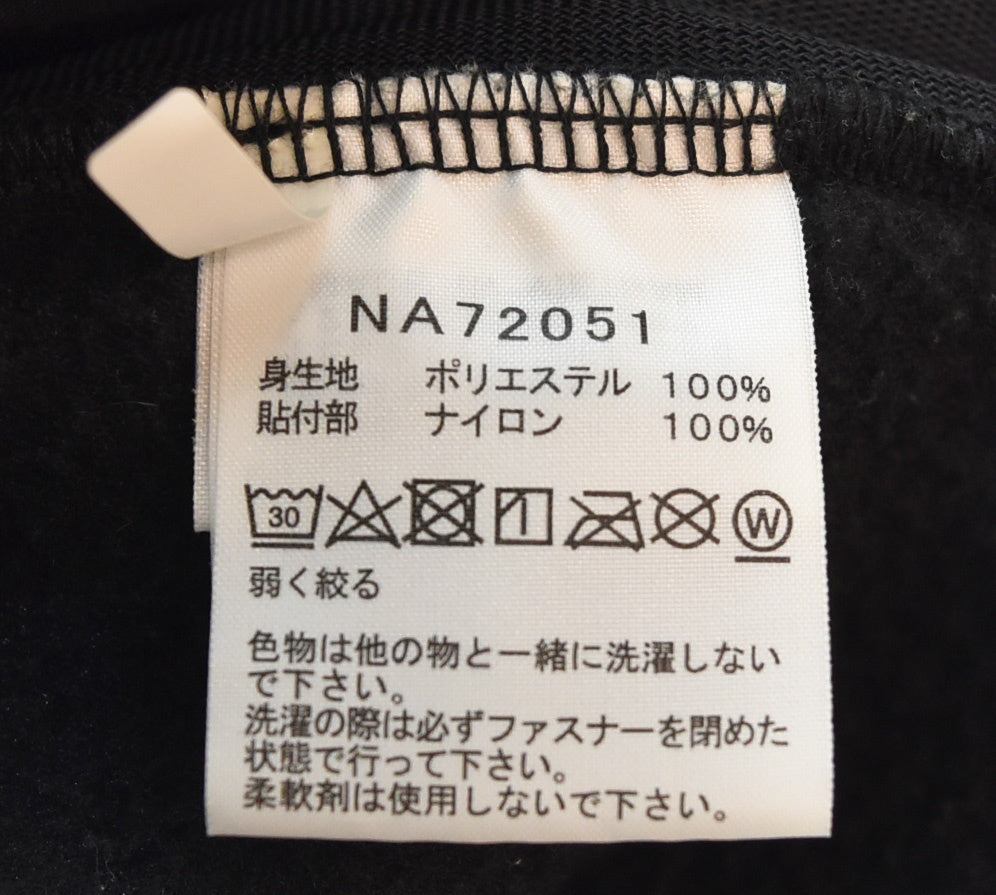 NA72051
身生地 ポリエステル 100%
貼付部 ナイロン 100%
30 W
弱く絞る
色物は他の物と一緒に洗濯しない
で下さい。
洗濯の際は必ずファスナーを閉めた
状態で行って下さい。
柔軟剤は使用しないで下さい。